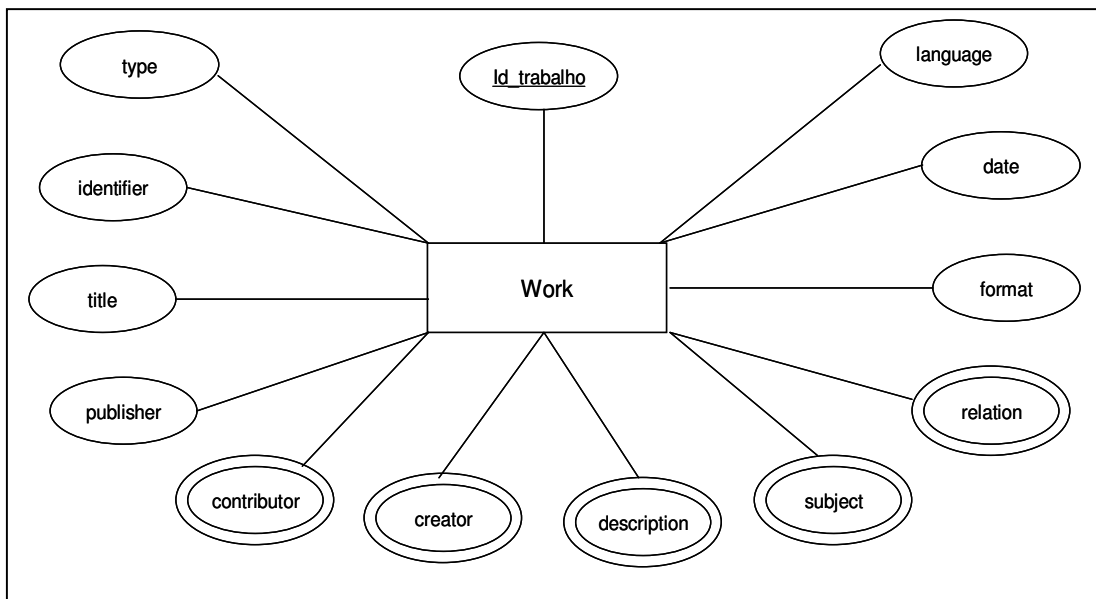 type
Id_trabalho
language
identifier
date
Work
title
format
publisher
relation
contributor
creator
description
subject